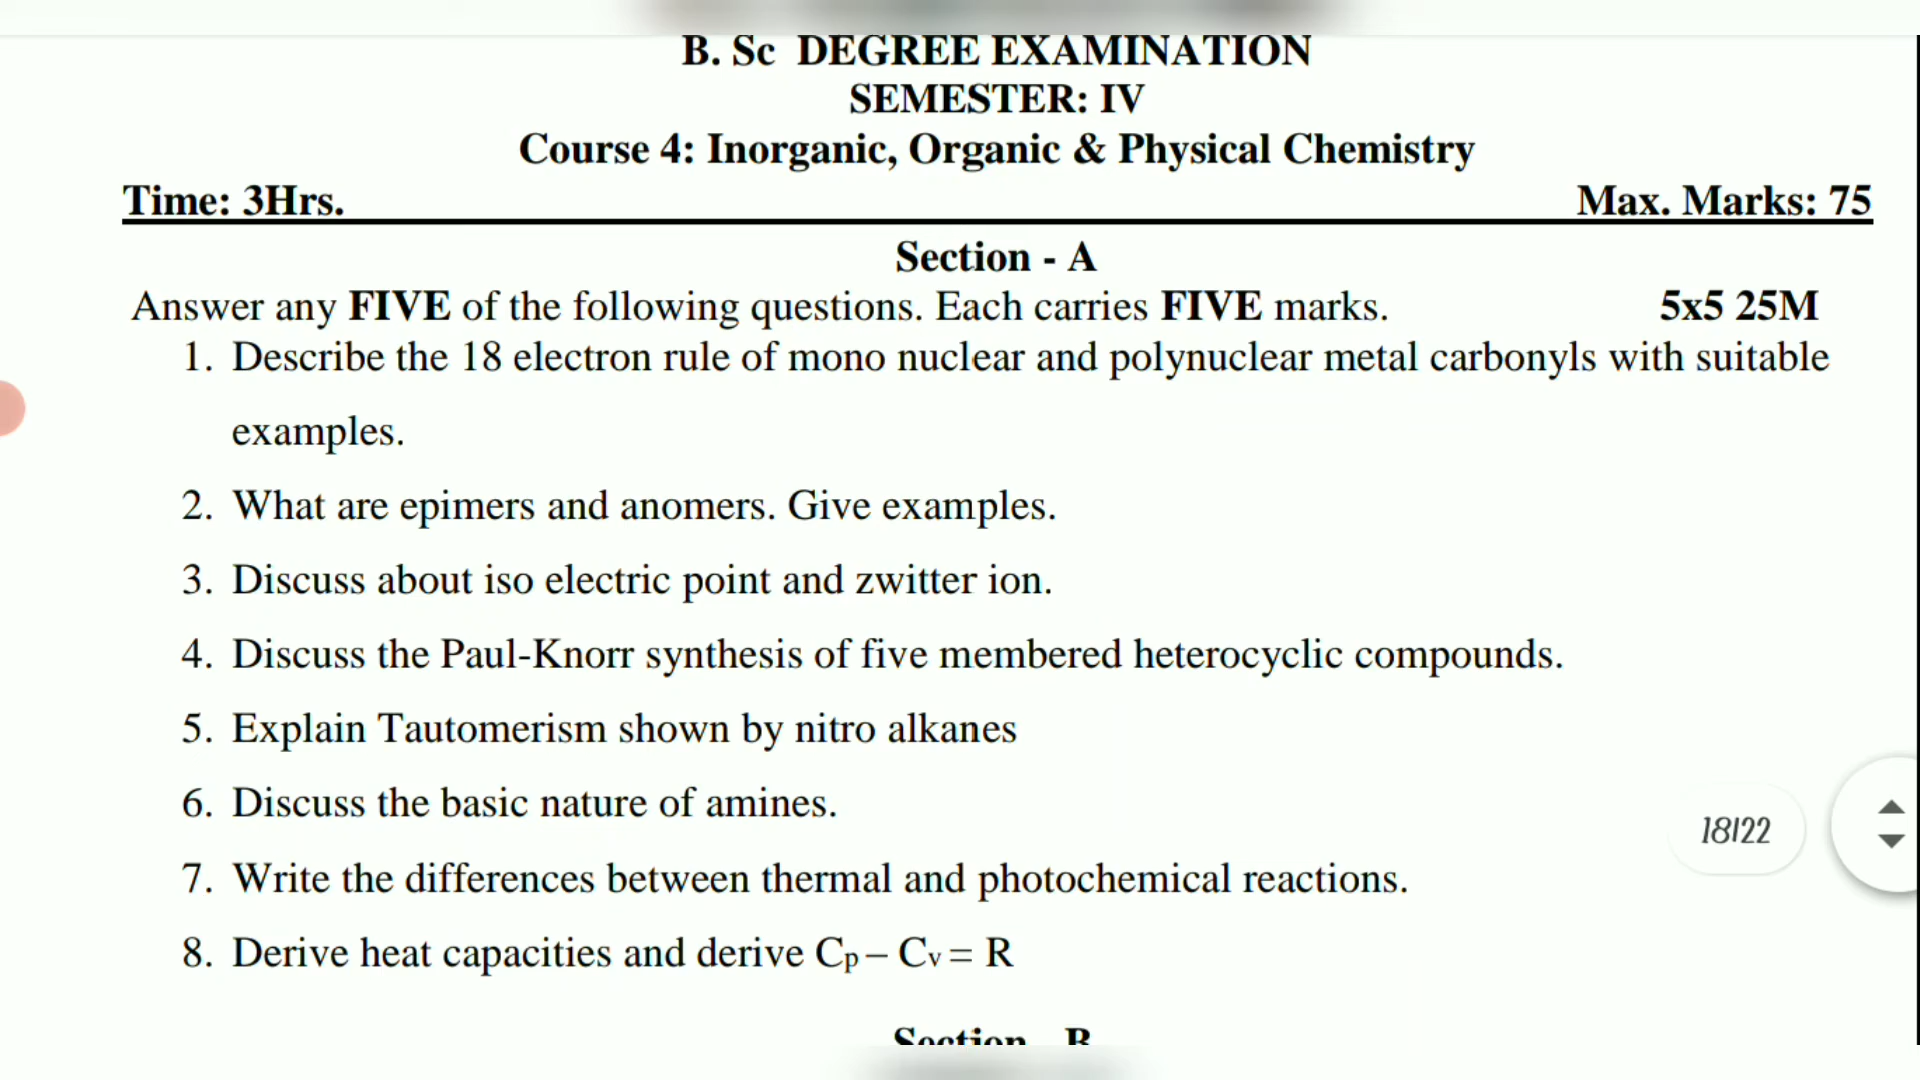 B. Sc DEGREE EXAMINATION
SEMESTER: IV
Course 4: Inorganic, Organic & Physical Chemistry
Time: 3Hrs. Max. Marks: 75
Section - A
Answer any FIVE of the following questions. Each carries FIVE marks. 5x5 25M
1. Describe the 18 electron rule of mono nuclear and polynuclear metal carbonyls with suitable
examples.
2. What are epimers and anomers. Give examples.
3. Discuss about iso electric point and zwitter ion.
4. Discuss the Paul-Knorr synthesis of five membered heterocyclic compounds.
5. Explain Tautomerism shown by nitro alkanes
6. Discuss the basic nature of amines.
18/22
7. Write the differences between thermal and photochemical reactions.
8. Derive heat capacities and derive Cp – Cv = R
Section B